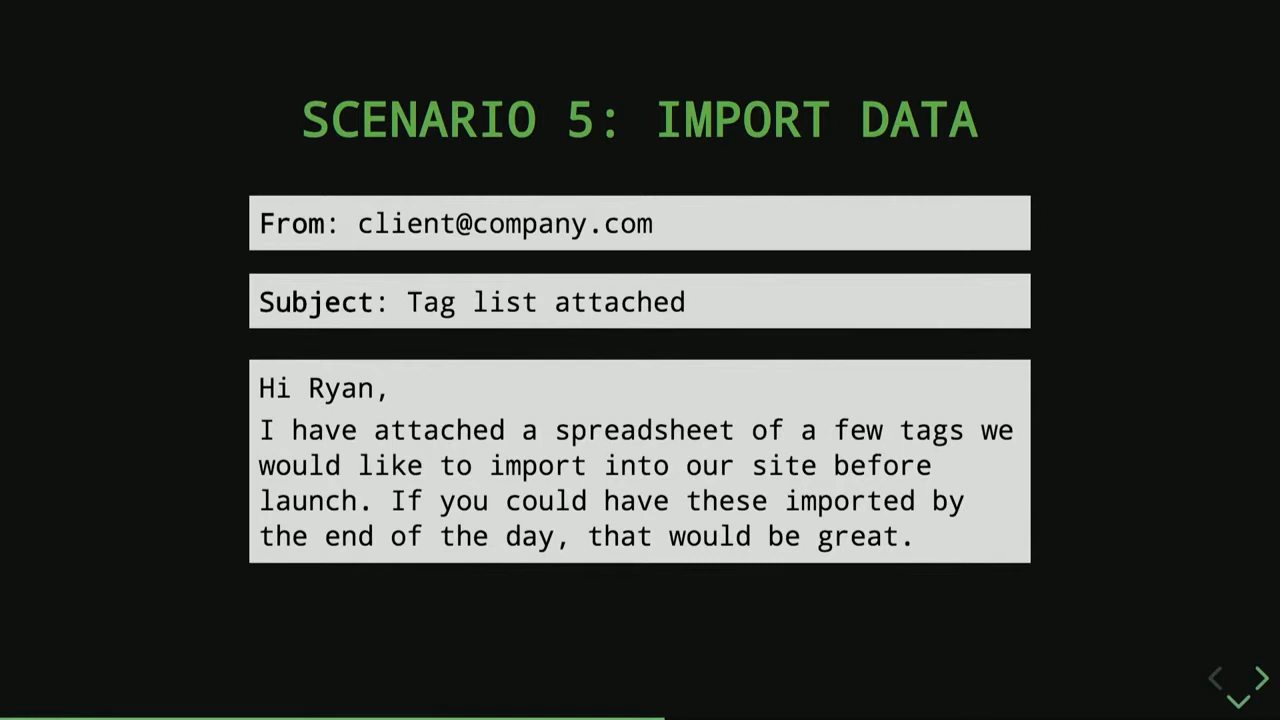 SCENARIO 5: IMPORT DATA
From: client@company.com
Subject: Tag list attached
Hi Ryan,
I have attached a spreadsheet of a few tags we
would like to import into our site before
launch. If you could have these imported by
the end of the day, that would be great.